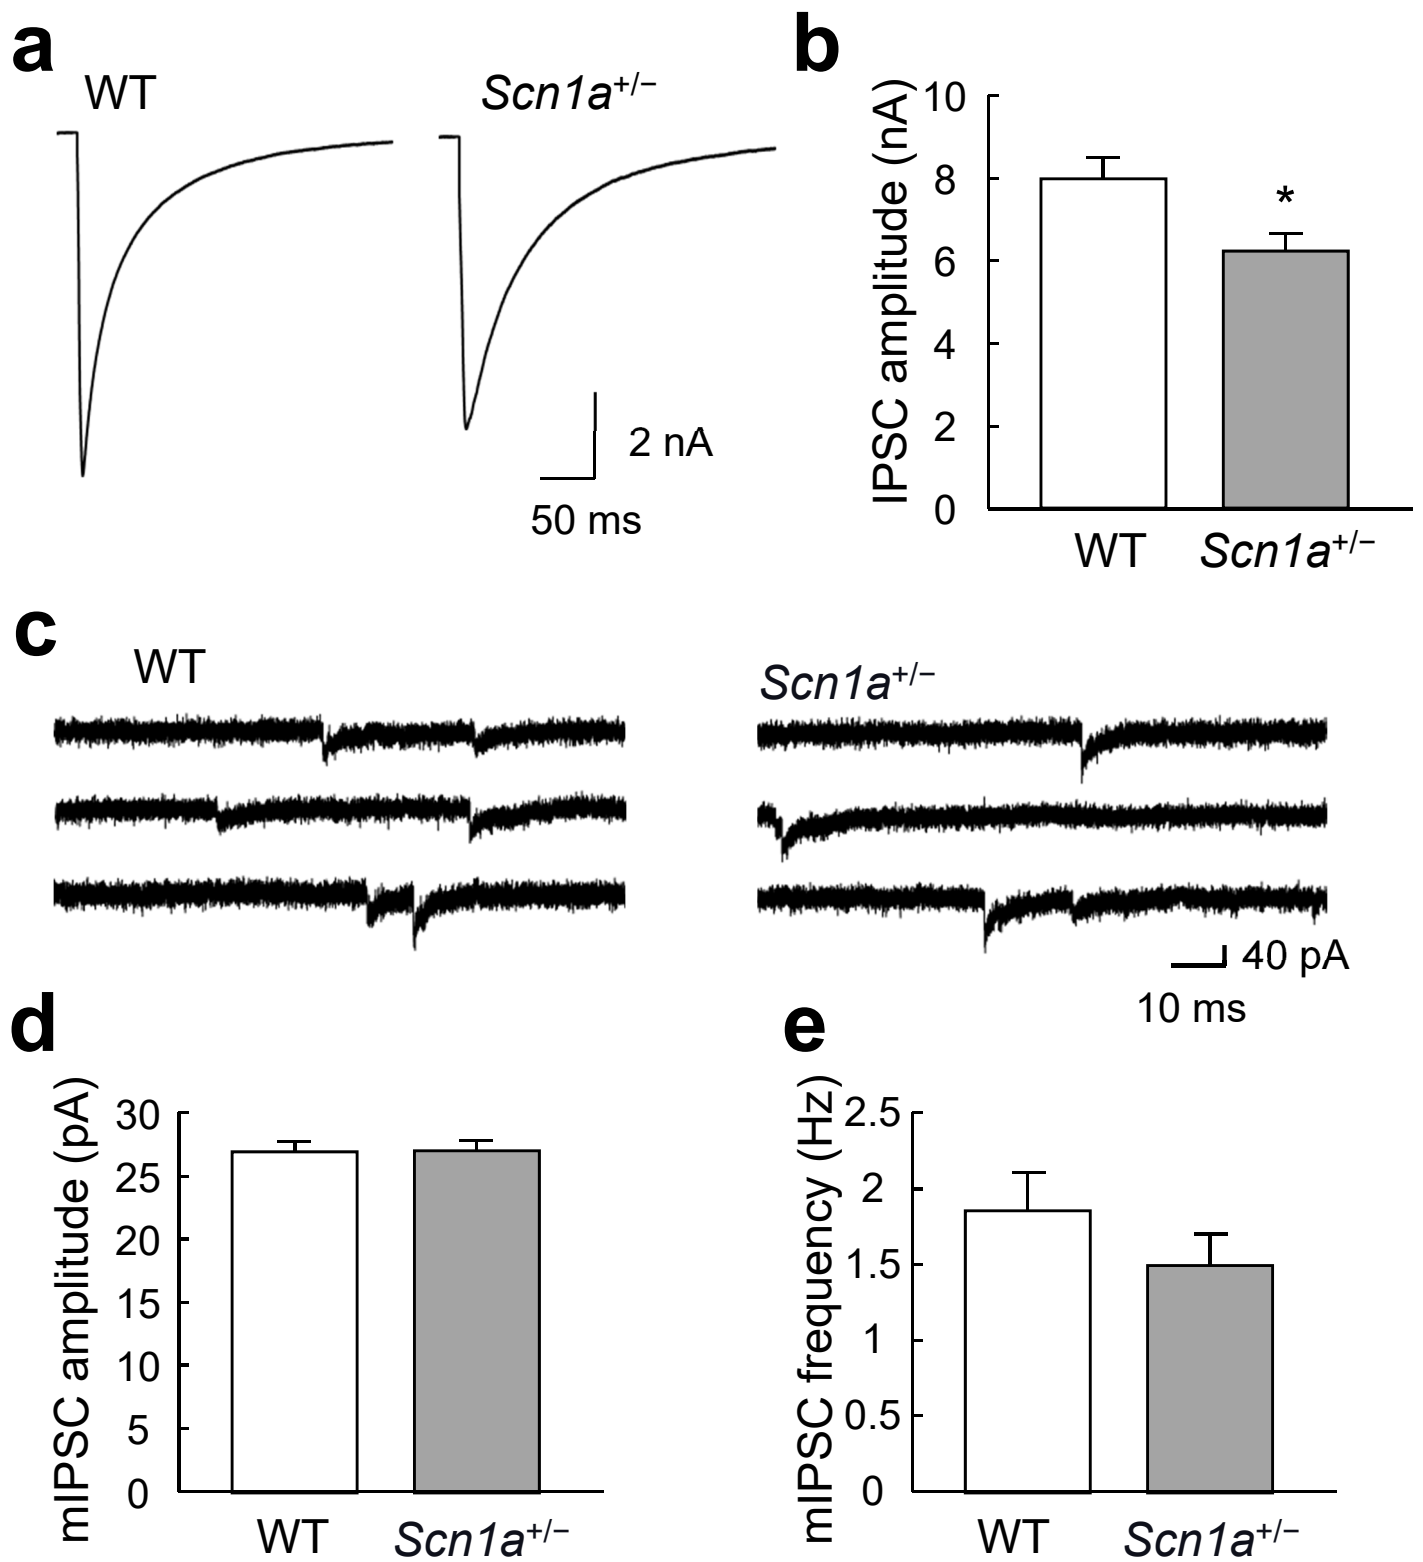 a
WT
Scn1a+/−
2 nA
50 ms
b
IPSC amplitude (nA)
10
8
6
4
2
0
*
WT
Scn1a+/−
c
WT
Scn1a+/−
40 pA
10 ms
d
mIPSC amplitude (pA)
30
25
20
15
10
5
0
WT
Scn1a+/−
e
mIPSC frequency (Hz)
2.5
2
1.5
1
0.5
0
WT
Scn1a+/−